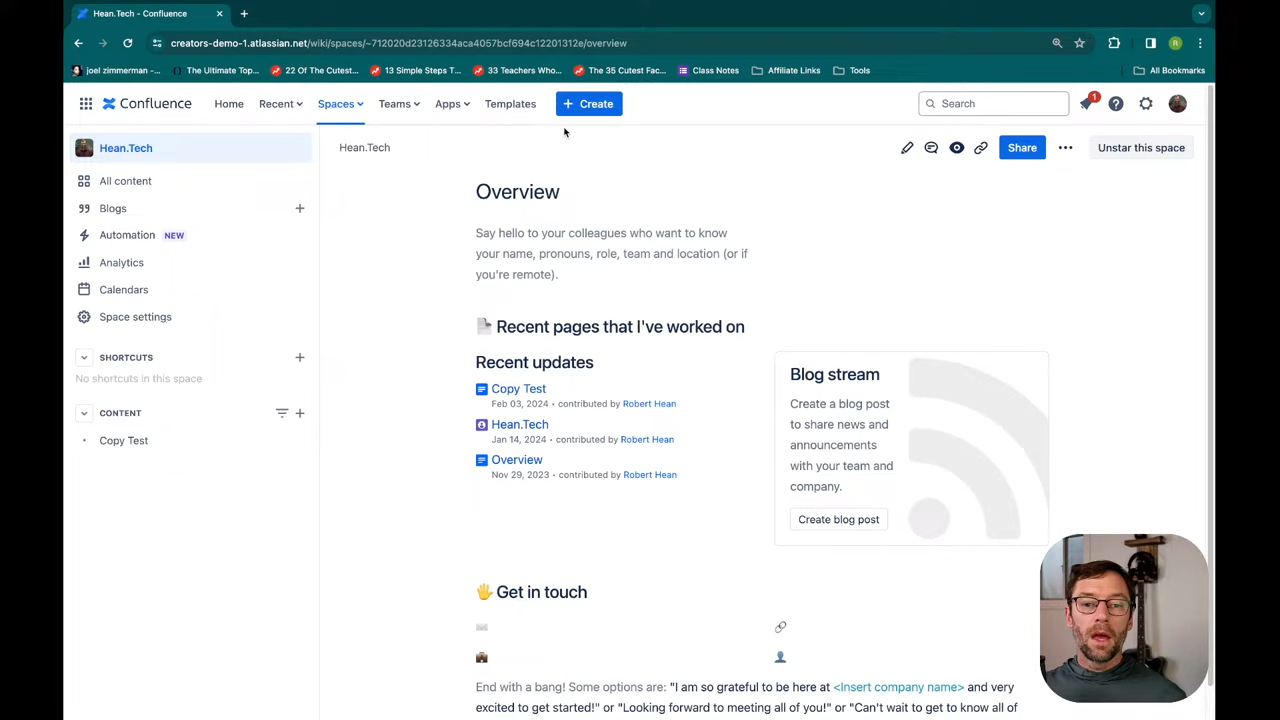 Hean.Tech - Confluence
creators-demo-1.atlassian.net/wiki/spaces/~712020d23126334aca4057bcf694c12201312e/overview
R
joel zimmerman -...
The Ultimate Top...
22 Of The Cutest...
13 Simple Steps T...
33 Teachers Who...
The 35 Cutest Fac...
Class Notes
Affiliate Links
Tools
All Bookmarks
Confluence
Home
Recent
Spaces
Teams
Apps
Templates
+ Create
Search
1
Hean.Tech
Hean.Tech
Share
Unstar this space
All content
Blogs
Automation NEW
Analytics
Calendars
Space settings
SHORTCUTS
No shortcuts in this space
CONTENT
Copy Test
Overview
Say hello to your colleagues who want to know
your name, pronouns, role, team and location (or if
you're remote).
Recent pages that I've worked on
Recent updates
Copy Test
Feb 03, 2024 • contributed by Robert Hean
Hean.Tech
Jan 14, 2024 • contributed by Robert Hean
Overview
Nov 29, 2023 • contributed by Robert Hean
Blog stream
Create a blog post
to share news and
announcements
with your team and
company.
Create blog post
Get in touch
End with a bang! Some options are: "I am so grateful to be here at <Insert company name> and very
excited to get started!" or "Looking forward to meeting all of you!" or "Can't wait to get to know all of